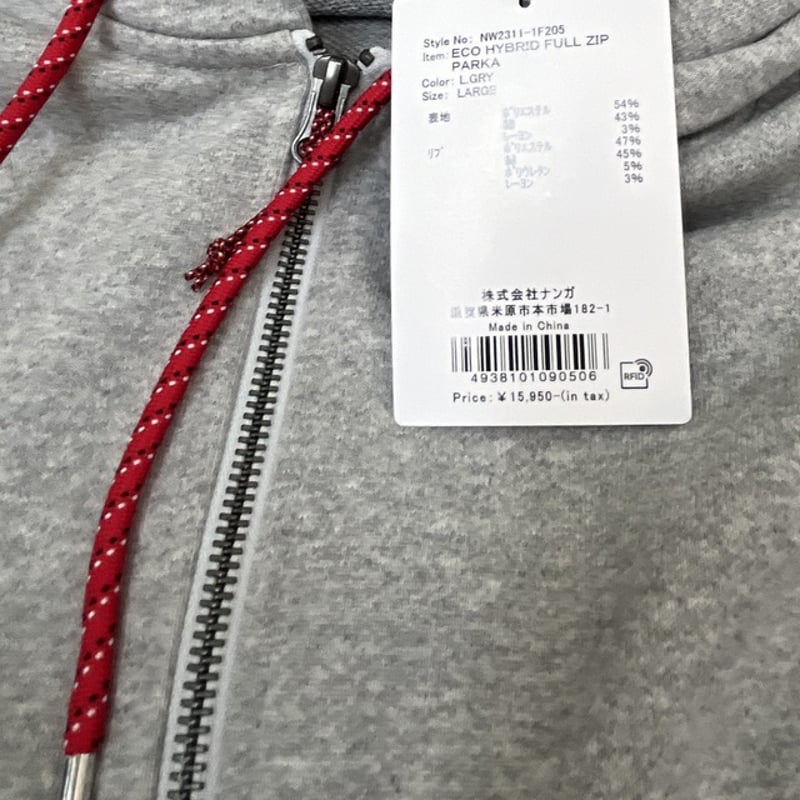 Style No: NW2311-1F205
Item: ECO HYBRID FULL ZIP
PARKA
Color: L.GRY
Size: LARGE
表地 ポリエステル 54%
綿 43%
レーヨン 3%
リブ ポリエステル 47%
綿 45%
ポリウレタン 5%
レーヨン 3%
株式会社ナンガ
滋賀県米原市本市場182-1
Made in China
4938101090506
RFID
Price: ¥15,950-(in tax)